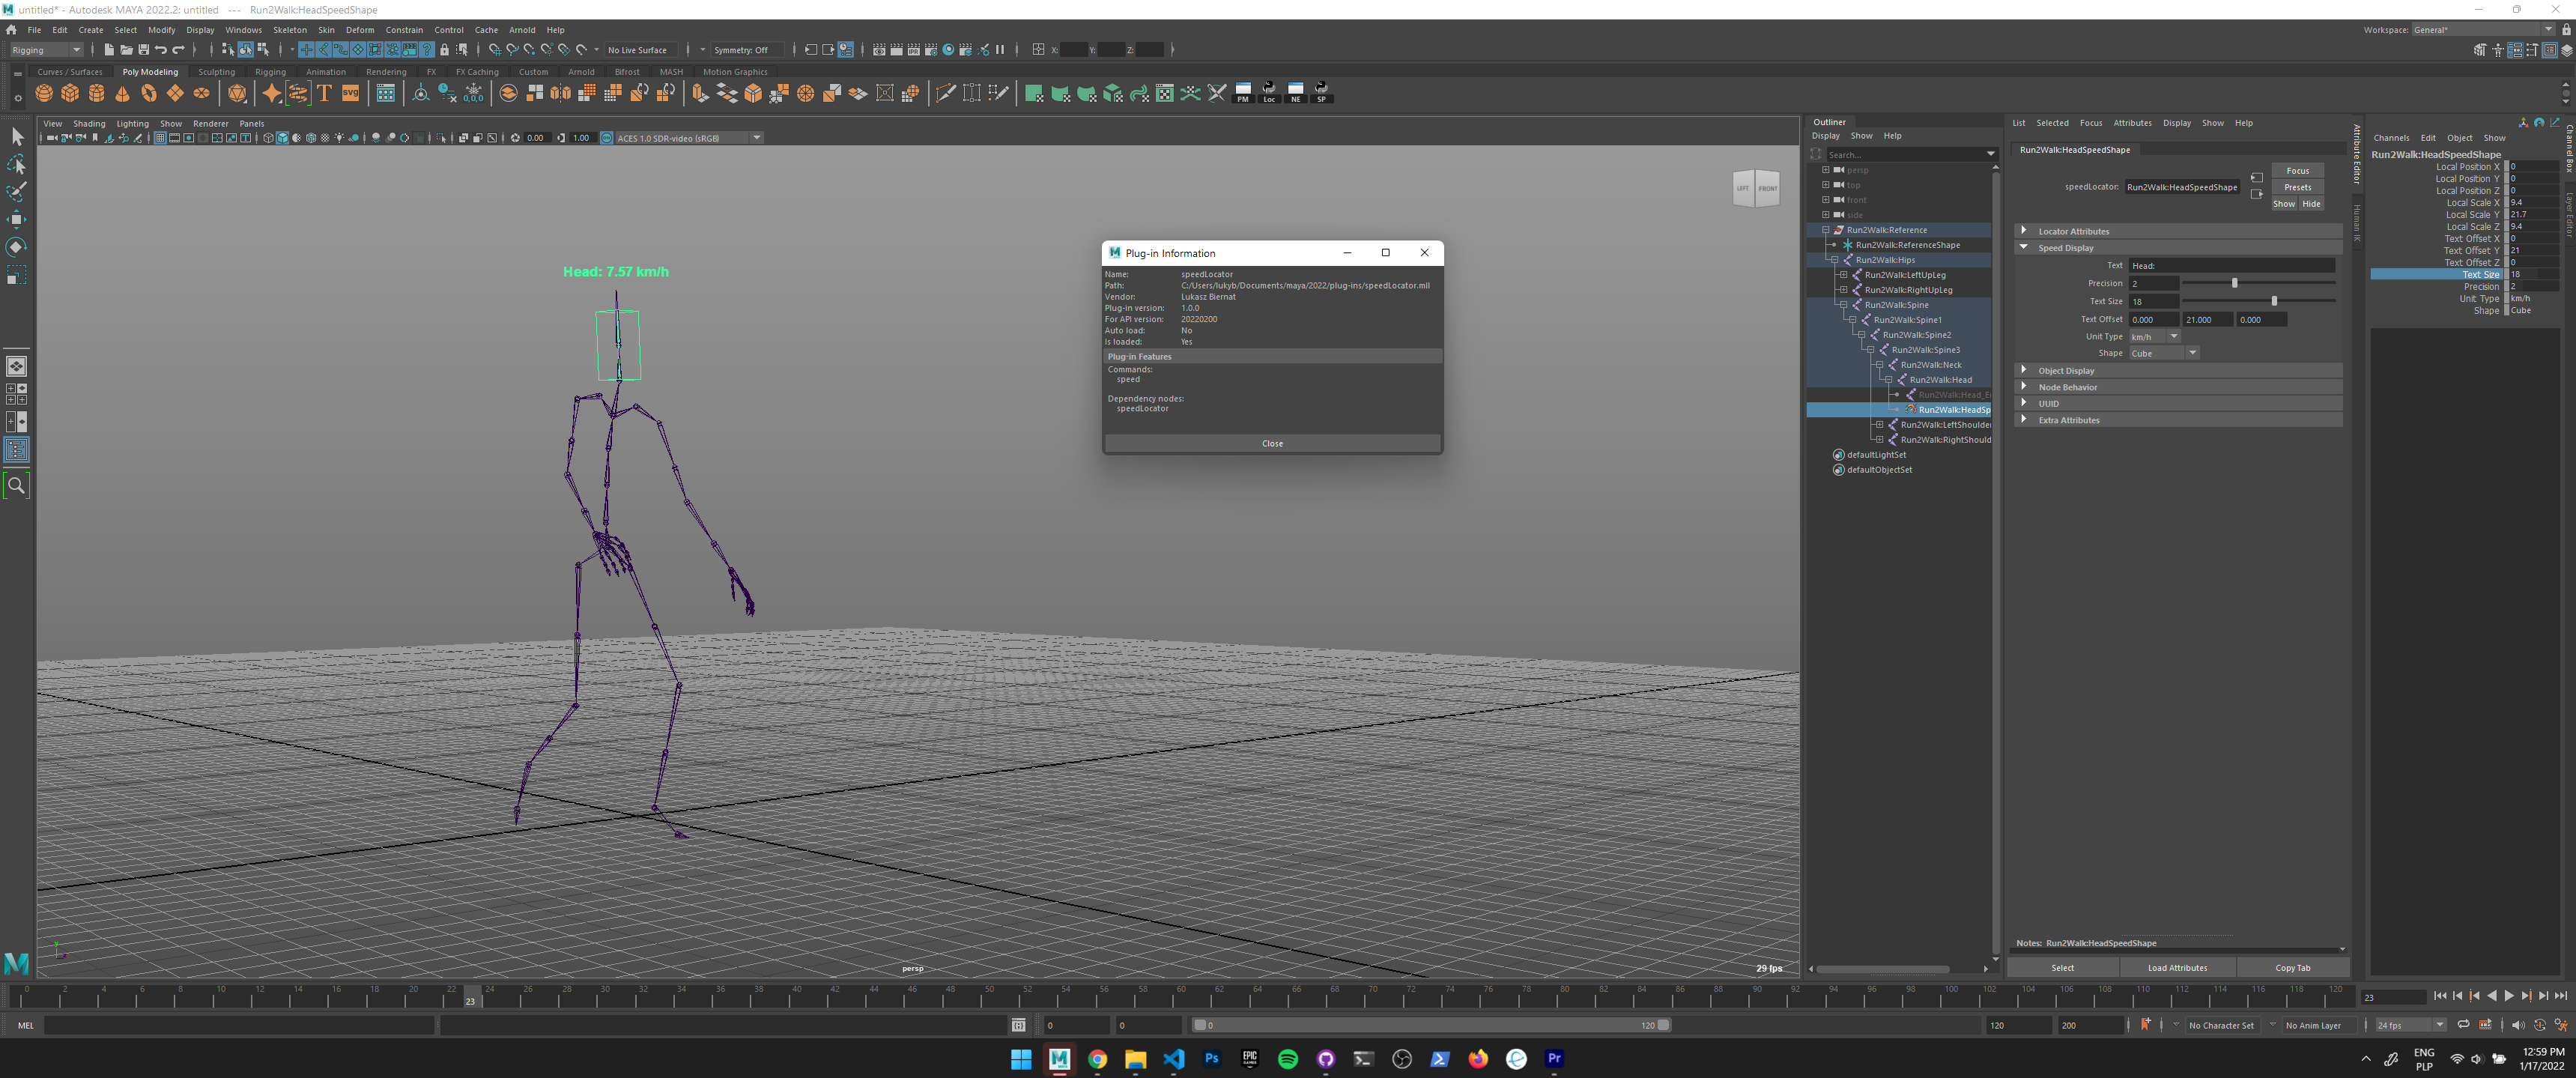 untitled* - Autodesk MAYA 2022.2: untitled --- Run2Walk:HeadSpeedShape
File Edit Create Select Modify Display Windows Skeleton Skin Deform Constrain Control Cache Arnold Help
Workspace: General*
Rigging
No Live Surface
Symmetry: Off
X: Y: Z:
Curves / Surfaces Poly Modeling Sculpting Rigging Animation Rendering FX FX Caching Custom Arnold Bifrost MASH Motion Graphics
PM Loc NE SP
View Shading Lighting Show Renderer Panels
0.00 1.00 ACES 1.0 SDR-video (sRGB)
Head: 7.57 km/h
LEFT FRONT
persp
29 fps
Plug-in Information
Name: speedLocator
Path: C:/Users/lukyb/Documents/maya/2022/plug-ins/speedLocator.mll
Vendor: Lukasz Biernat
Plug-in version: 1.0.0
For API version: 20220200
Auto load: No
Is loaded: Yes
Plug-in Features
Commands:
speed
Dependency nodes:
speedLocator
Close
Outliner
Display Show Help
Search...
persp
top
front
side
Run2Walk:Reference
Run2Walk:ReferenceShape
Run2Walk:Hips
Run2Walk:LeftUpLeg
Run2Walk:RightUpLeg
Run2Walk:Spine
Run2Walk:Spine1
Run2Walk:Spine2
Run2Walk:Spine3
Run2Walk:Neck
Run2Walk:Head
Run2Walk:Head_E
Run2Walk:HeadSp
Run2Walk:LeftShoulder
Run2Walk:RightShould
defaultLightSet
defaultObjectSet
List Selected Focus Attributes Display Show Help
Run2Walk:HeadSpeedShape
speedLocator: Run2Walk:HeadSpeedShape
Focus
Presets
Show Hide
Locator Attributes
Speed Display
Text Head:
Precision 2
Text Size 18
Text Offset 0.000 21.000 0.000
Unit Type km/h
Shape Cube
Object Display
Node Behavior
UUID
Extra Attributes
Notes: Run2Walk:HeadSpeedShape
Select Load Attributes Copy Tab
Attribute Editor
Human IK
Channels Edit Object Show
Run2Walk:HeadSpeedShape
Local Position X 0
Local Position Y 0
Local Position Z 0
Local Scale X 9.4
Local Scale Y 21.7
Local Scale Z 9.4
Text Offset X 0
Text Offset Y 21
Text Offset Z 0
Text Size 18
Precision 2
Unit Type km/h
Shape Cube
Channel Box
Layer Editor
0 2 4 6 8 10 12 14 16 18 20 22 24 26 28 30 32 34 36 38 40 42 44 46 48 50 52 54 56 58 60 62 64 66 68 70 72 74 76 78 80 82 84 86 88 90 92 94 96 98 100 102 104 106 108 110 112 114 116 118 120
23
23
MEL
0 0 0 120 120 200 No Character Set No Anim Layer 24 fps
Ps
EPIC GAMES
Pr
ENG
PLP
12:59 PM
1/17/2022